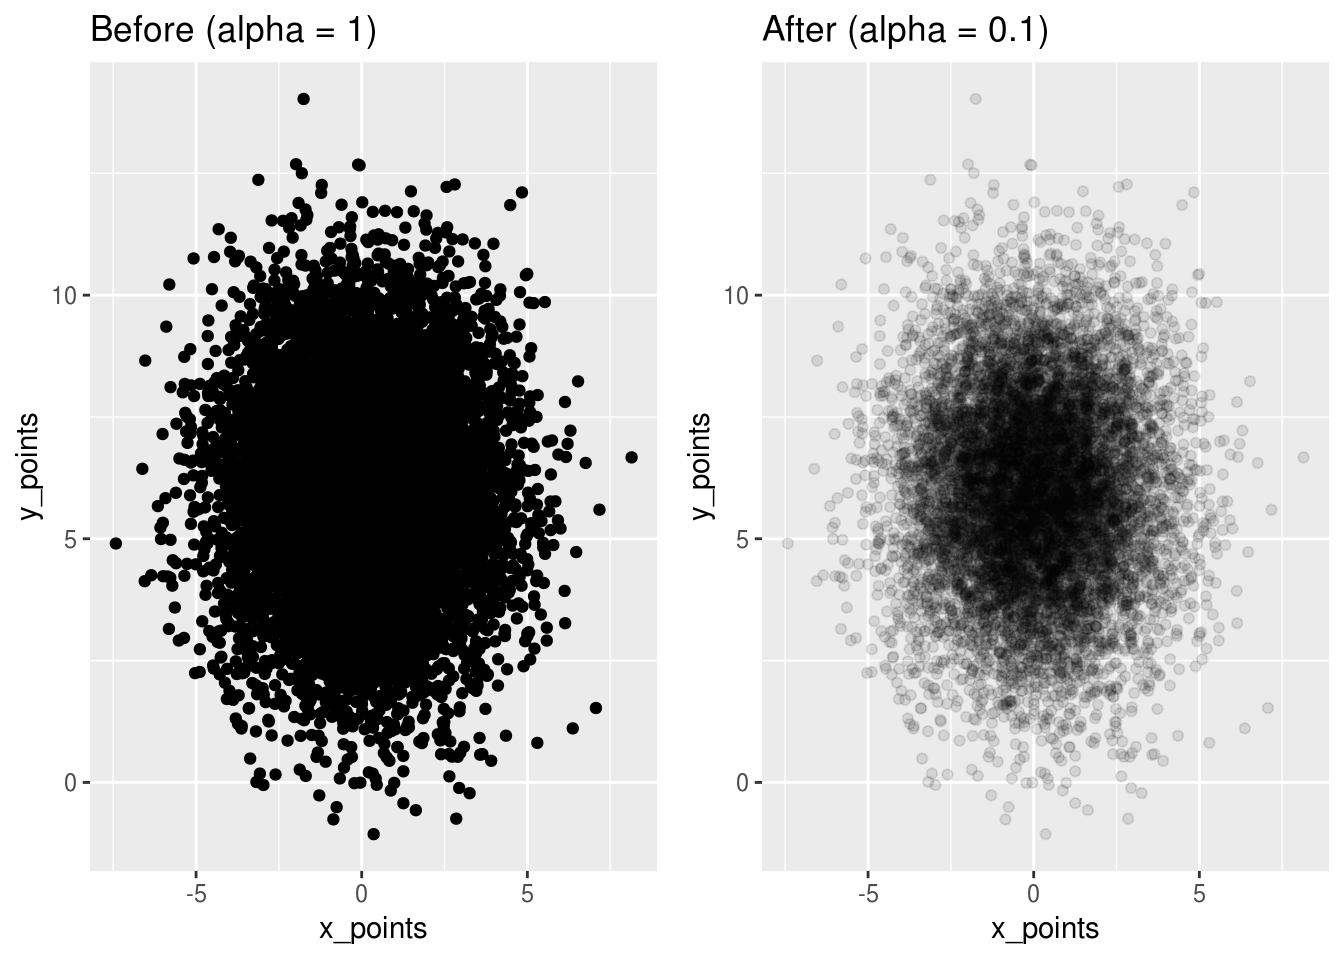 Before (alpha = 1)
y_points
10
5
0
-5 0 5
x_points
After (alpha = 0.1)
y_points
10
5
0
-5 0 5
x_points